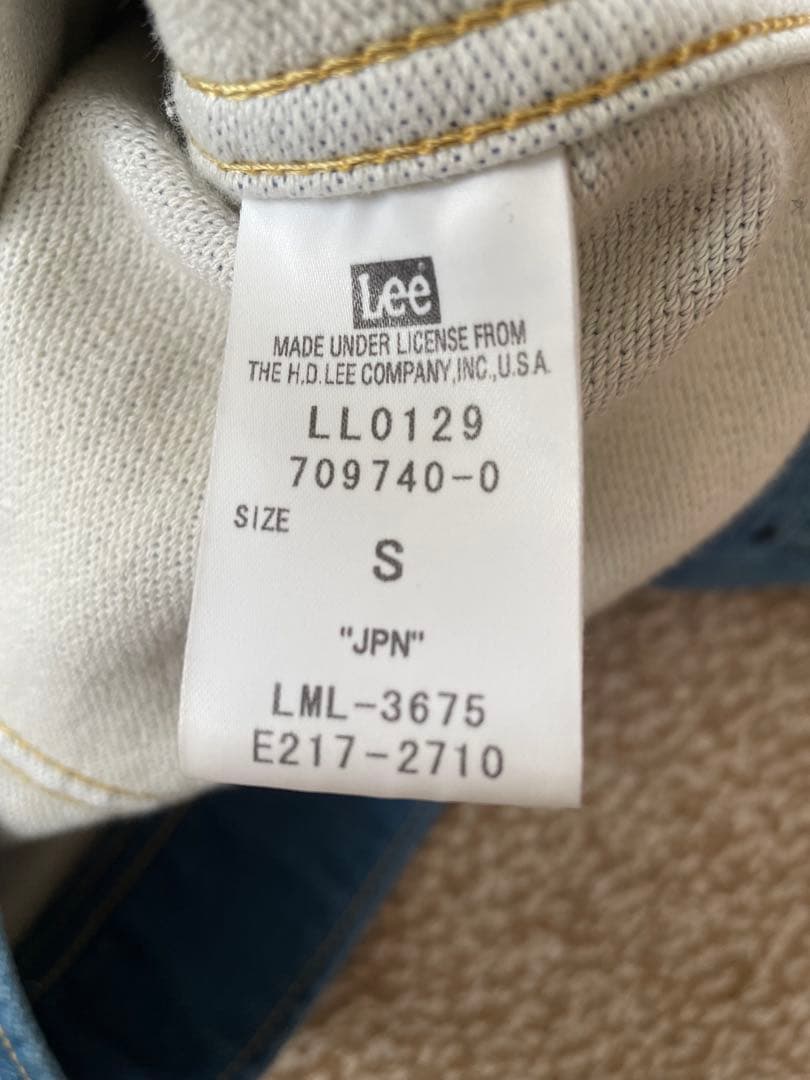 Lee
MADE UNDER LICENSE FROM
THE H.D.LEE COMPANY,INC.,U.S.A.
LL0129
709740-0
SIZE
S
"JPN"
LML-3675
E217-2710